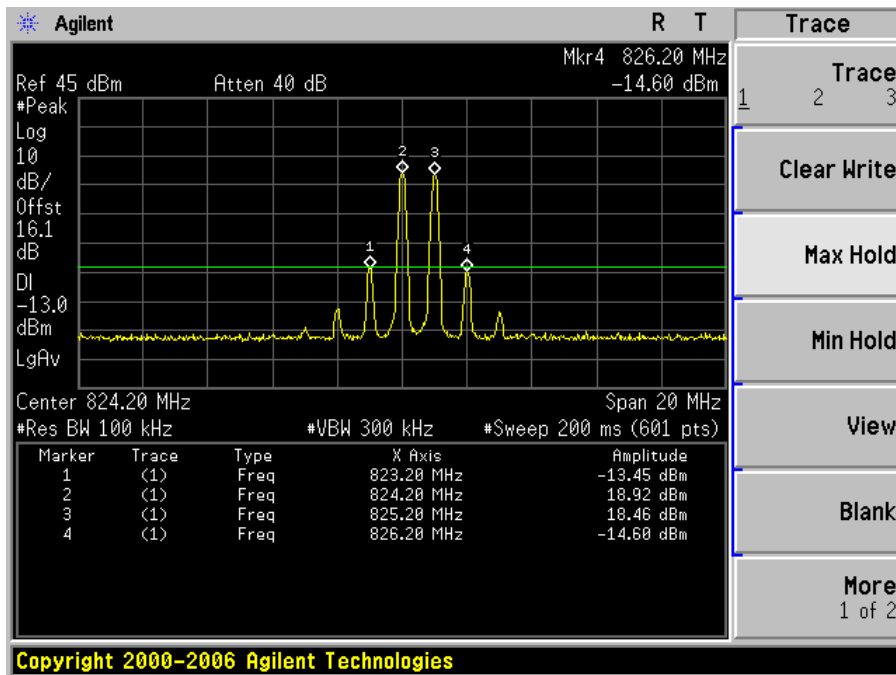 Agilent R T Trace
Mkr4 826.20 MHz
Ref 45 dBm Atten 40 dB -14.60 dBm
#Peak
Log
10
dB/
Offst
16.1
dB
DI
-13.0
dBm
LgAv
1
2
3
4
Center 824.20 MHz Span 20 MHz
#Res BW 100 kHz #VBW 300 kHz #Sweep 200 ms (601 pts)
Marker Trace Type X Axis Amplitude
1 (1) Freq 823.20 MHz -13.45 dBm
2 (1) Freq 824.20 MHz 18.92 dBm
3 (1) Freq 825.20 MHz 18.46 dBm
4 (1) Freq 826.20 MHz -14.60 dBm
Trace
1 2 3
Clear Write
Max Hold
Min Hold
View
Blank
More
1 of 2
Copyright 2000-2006 Agilent Technologies